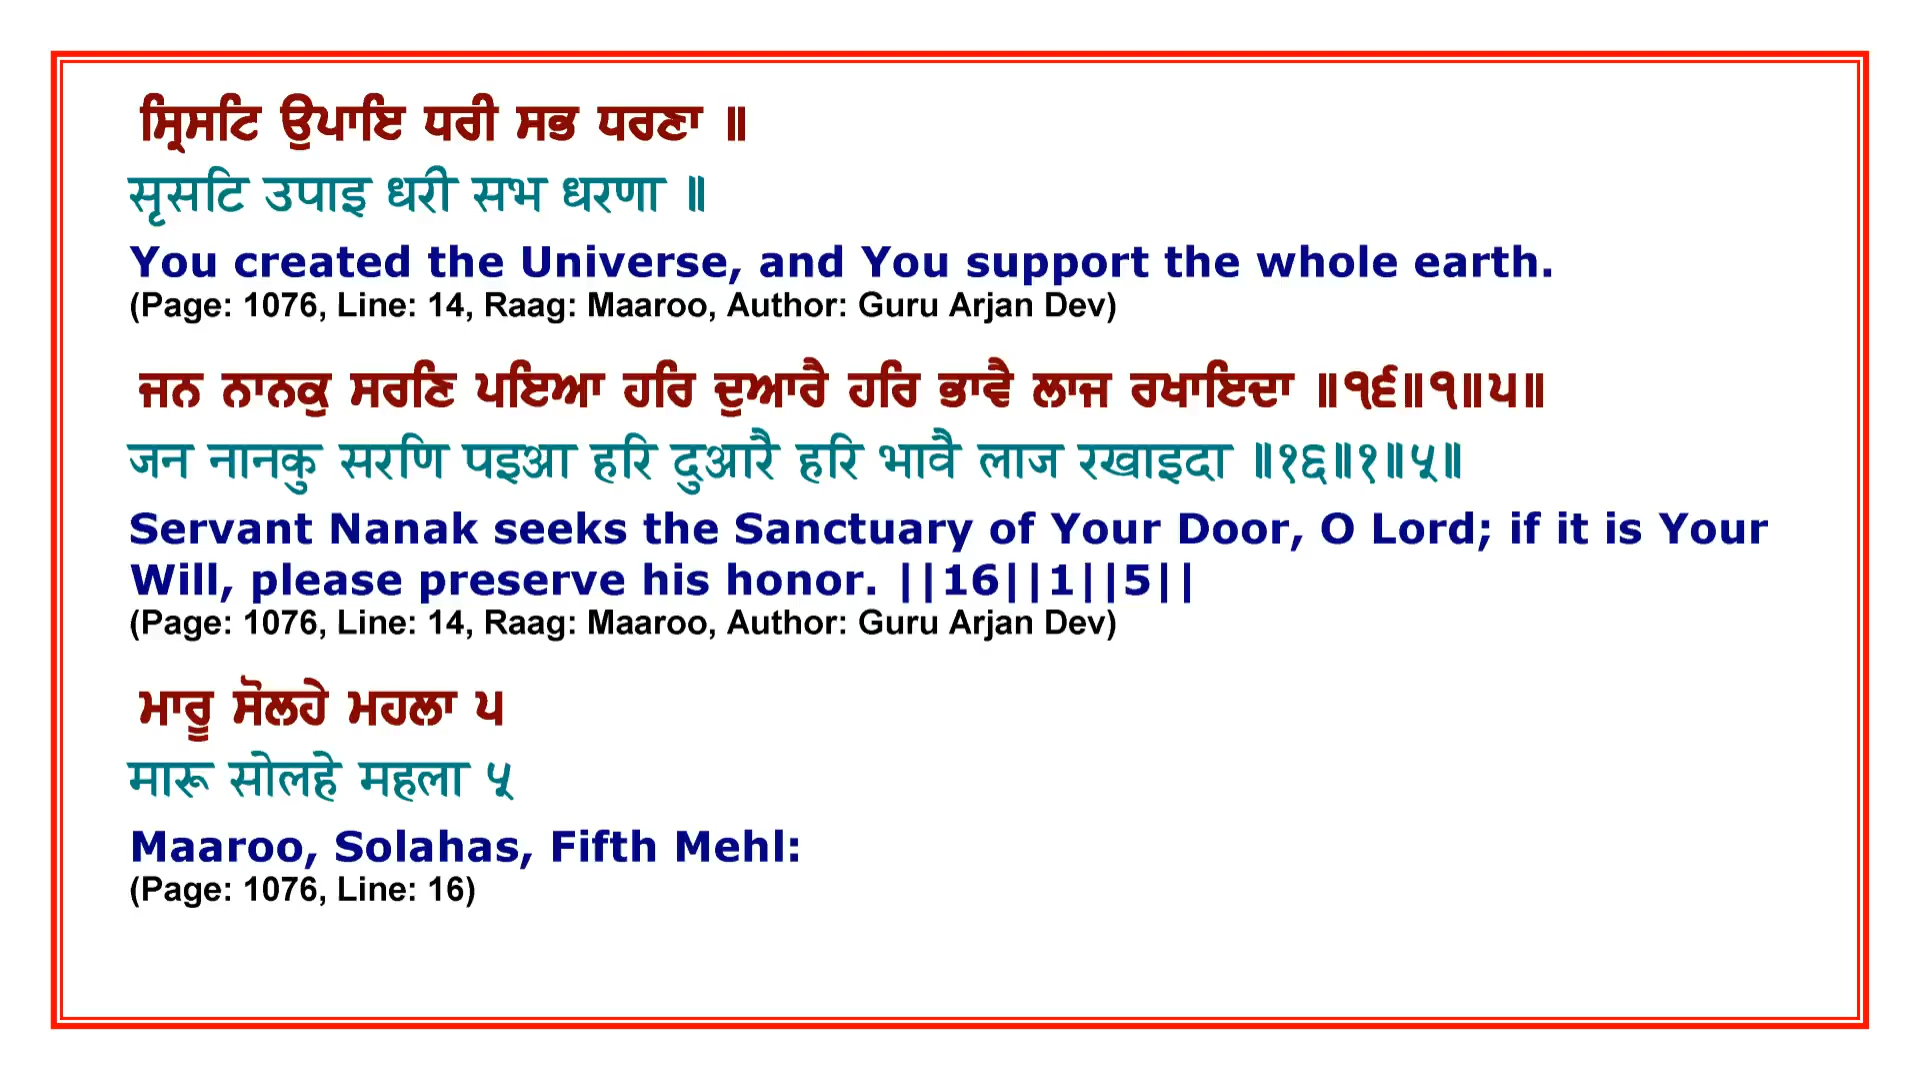 ਸ੍ਰਿਸਟਿ ਉਪਾਇ ਧਰੀ ਸਭ ਧਰਣਾ ॥
सृसटि उपाइ धरी सभ धरणा ॥
You created the Universe, and You support the whole earth.
(Page: 1076, Line: 14, Raag: Maaroo, Author: Guru Arjan Dev)
ਜਨ ਨਾਨਕੁ ਸਰਣਿ ਪਇਆ ਹਰਿ ਦੁਆਰੈ ਹਰਿ ਭਾਵੈ ਲਾਜ ਰਖਾਇਦਾ ॥੧੬॥੧॥੫॥
जन नानकु सरणि पइआ हरि दुआरै हरि भावै लाज रखाइदा ॥१६॥१॥५॥
Servant Nanak seeks the Sanctuary of Your Door, O Lord; if it is Your
Will, please preserve his honor. ||16||1||5||
(Page: 1076, Line: 14, Raag: Maaroo, Author: Guru Arjan Dev)
ਮਾਰੂ ਸੋਲਹੇ ਮਹਲਾ ੫
मारू सोलहे महला ५
Maaroo, Solahas, Fifth Mehl:
(Page: 1076, Line: 16)